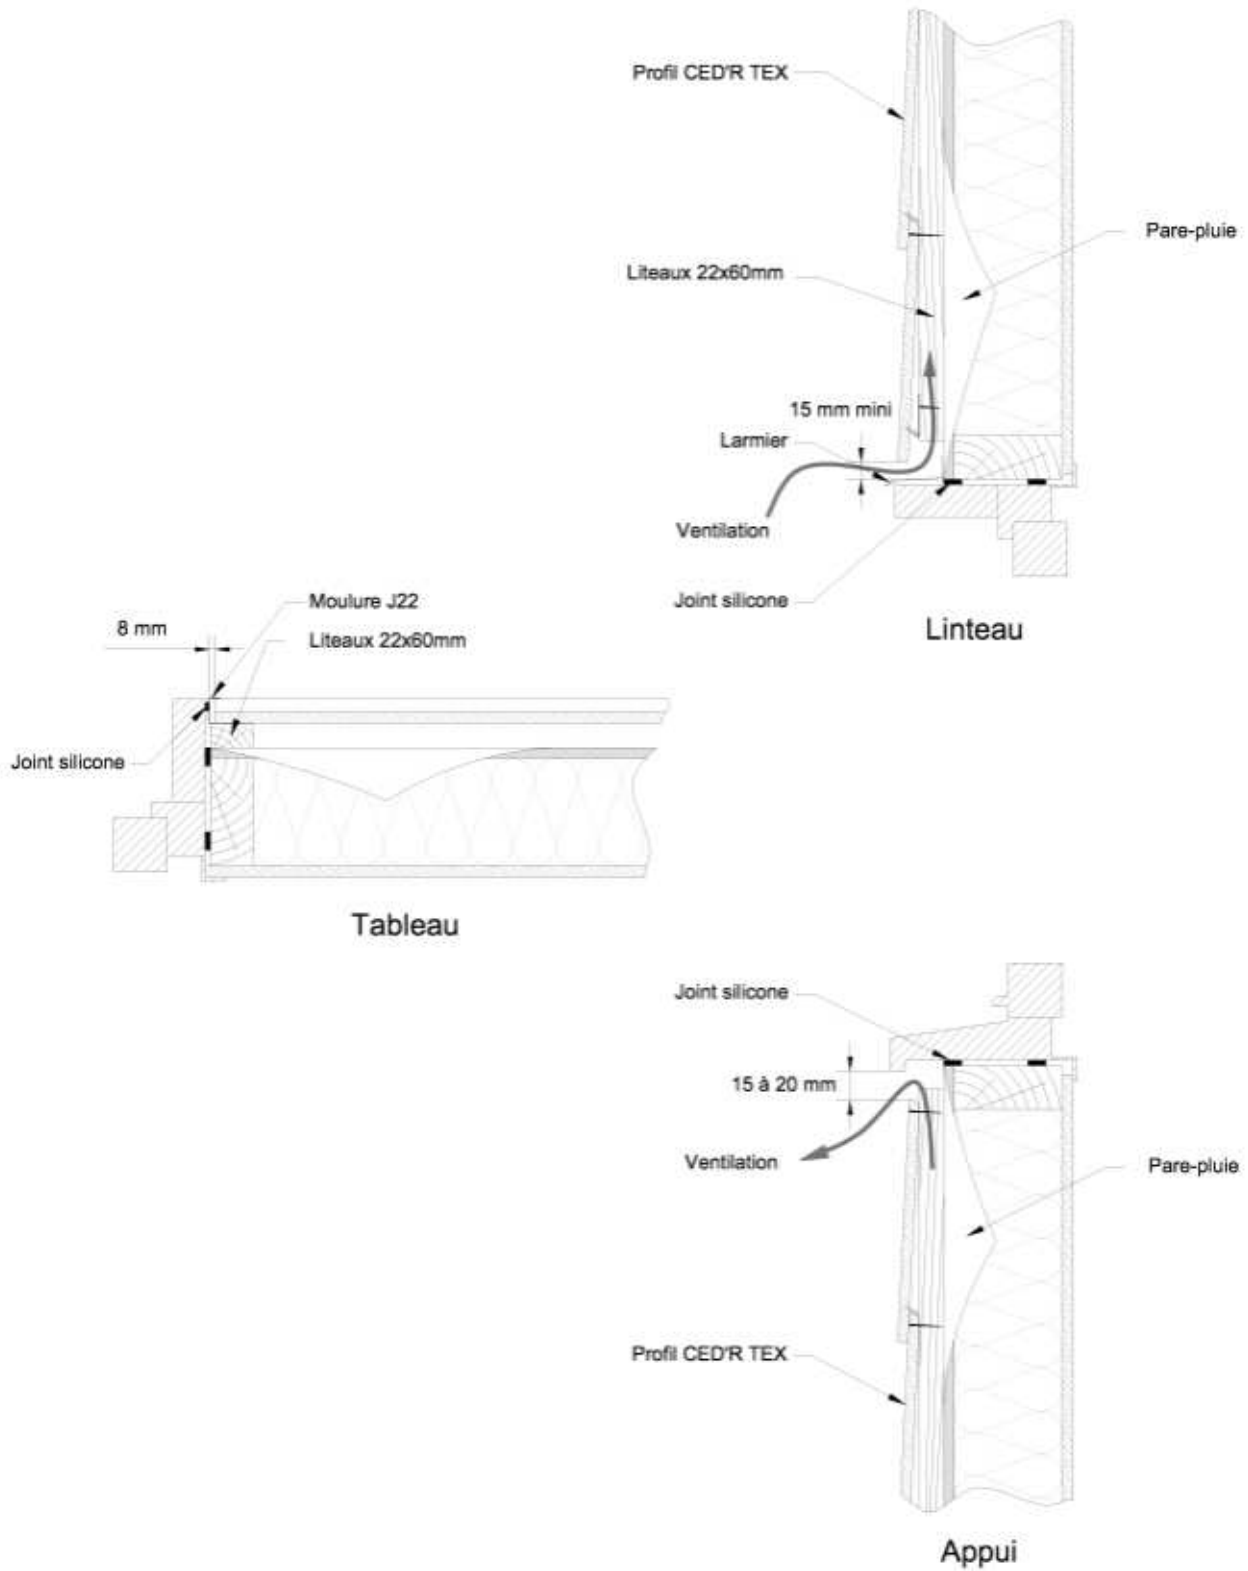 Profil CED'R TEX
Pare-pluie
Liteaux 22x60mm
15 mm mini
Larmier
Ventilation
Joint silicone
Linteau
Moulure J22
8 mm
Liteaux 22x60mm
Joint silicone
Tableau
Joint silicone
15 à 20 mm
Ventilation
Pare-pluie
Profil CED'R TEX
Appui